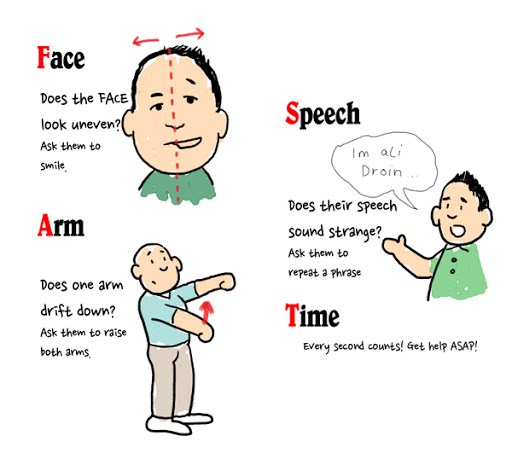 Face
Does the FACE
look uneven?
Ask them to
smile.
Arm
Does one arm
drift down?
Ask them to raise
both arms.
Speech
Im ali
Droin...
Does their speech
sound strange?
Ask them to
repeat a phrase
Time
Every second counts! Get help ASAP!